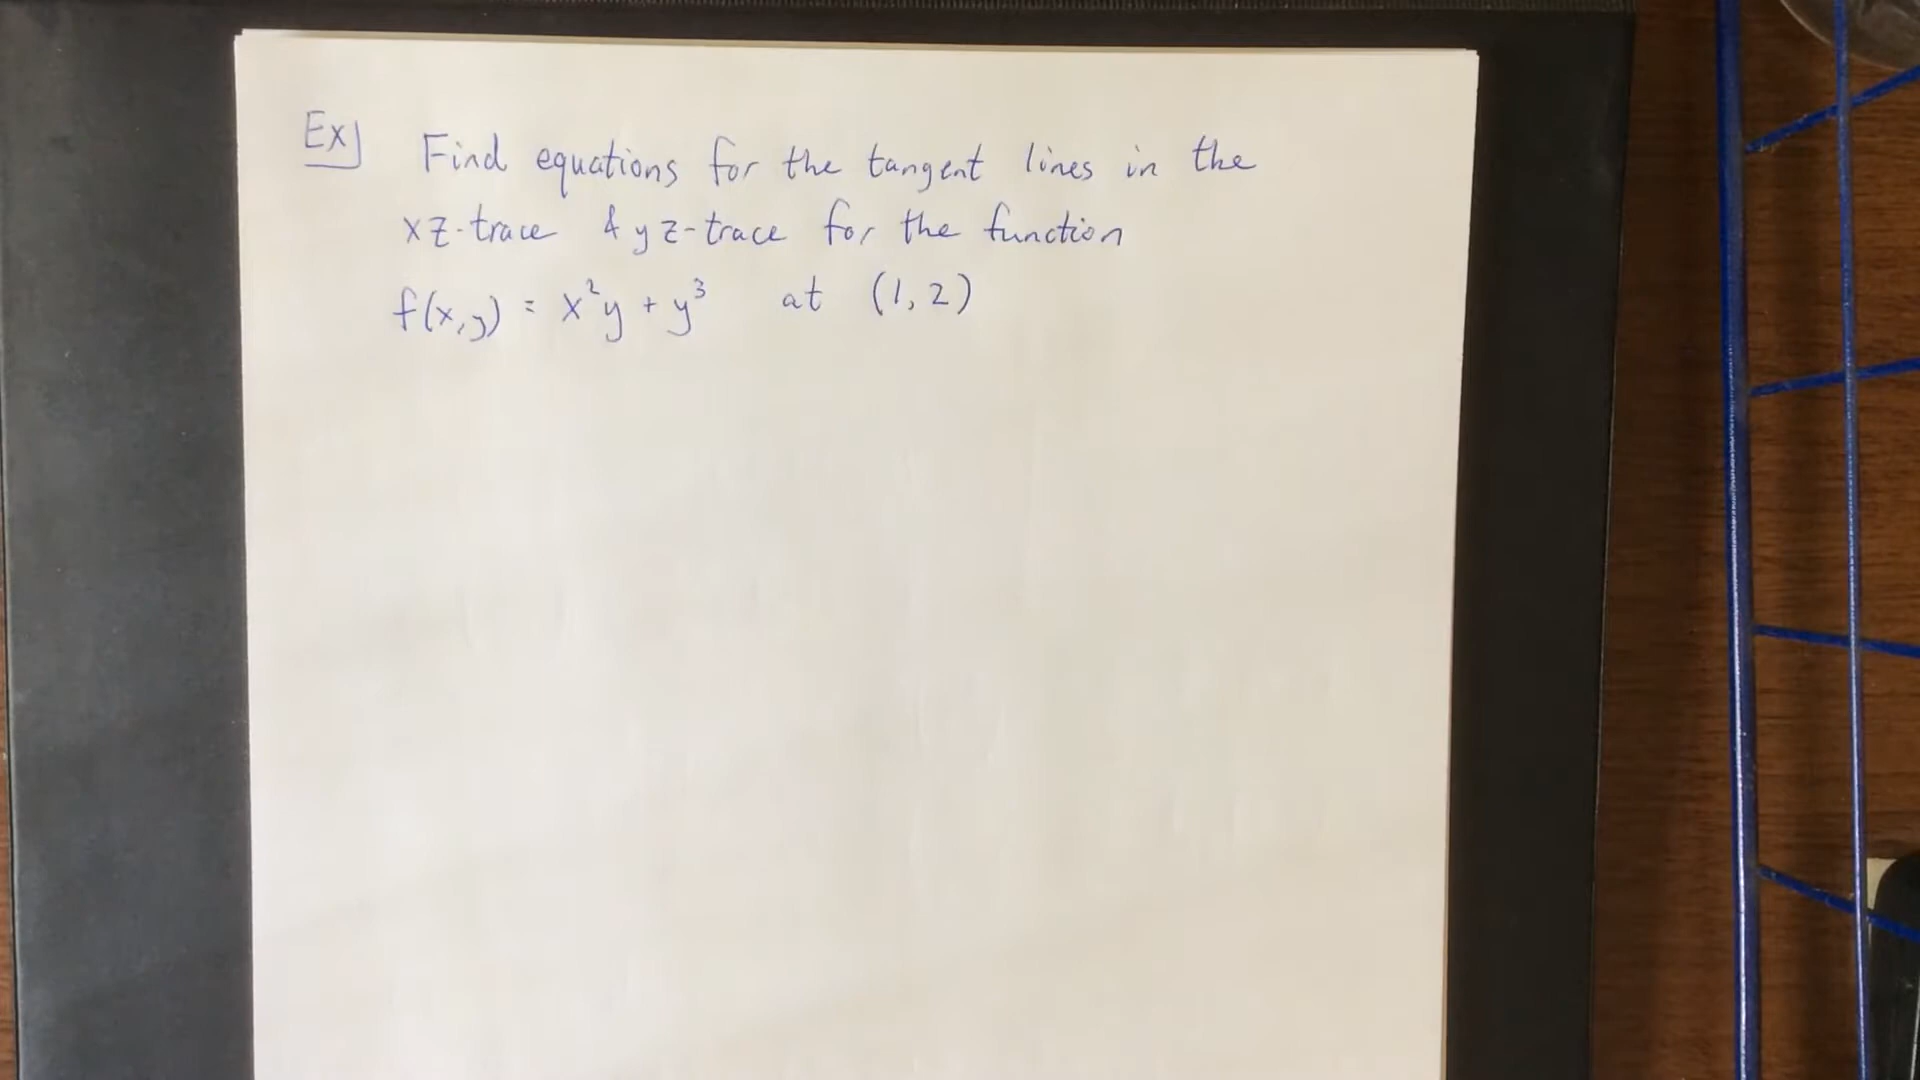 Ex] Find equations for the tangent lines in the
xz-trace & yz-trace for the function
f(x,y) = x²y + y³ at (1,2)